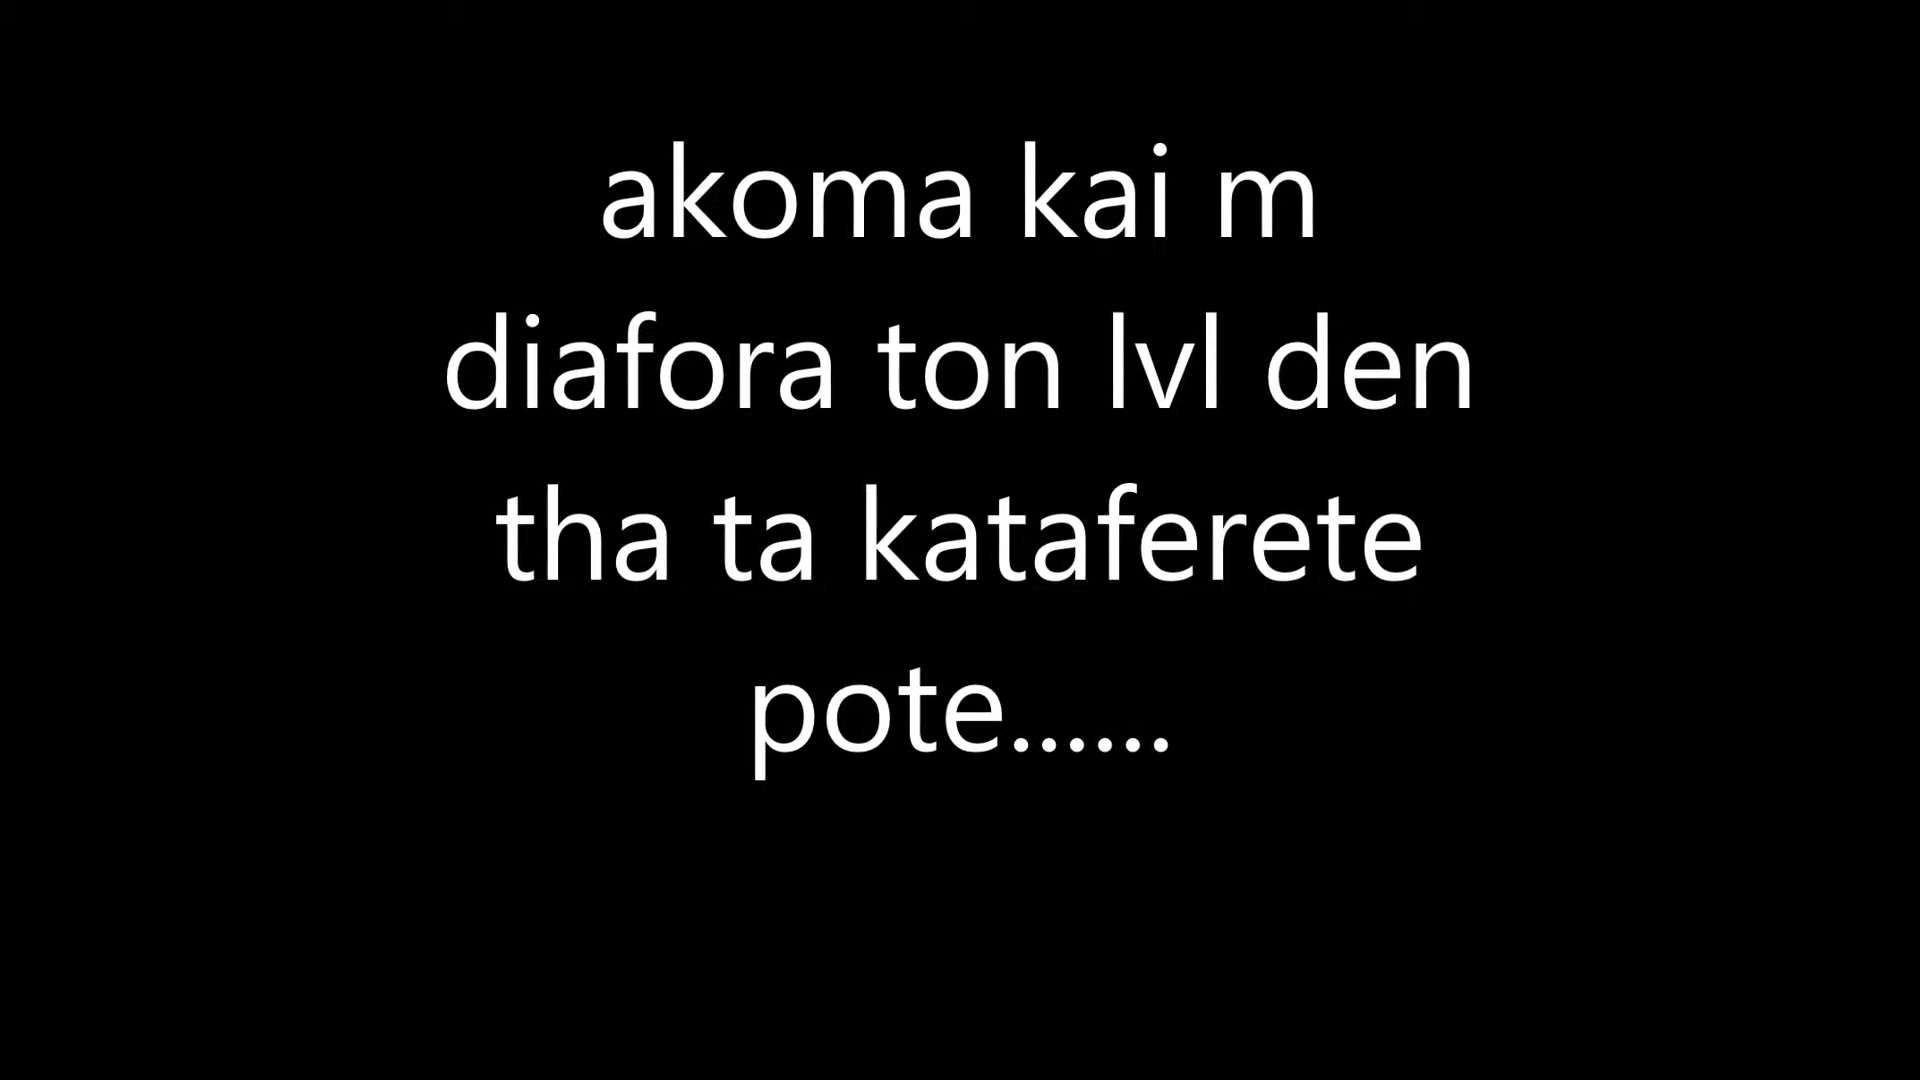 akoma kai m
diafora ton lvl den
tha ta kataferete
pote......